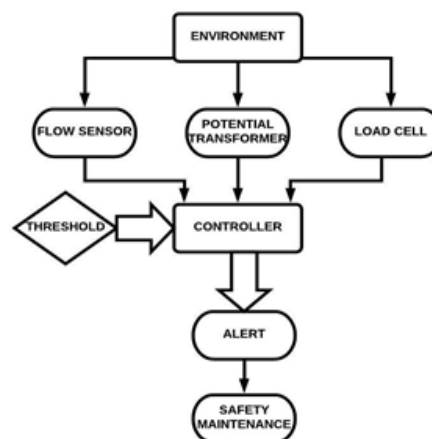 ENVIRONMENT
FLOW SENSOR
POTENTIAL
TRANSFORMER
LOAD CELL
THRESHOLD
CONTROLLER
ALERT
SAFETY
MAINTENANCE